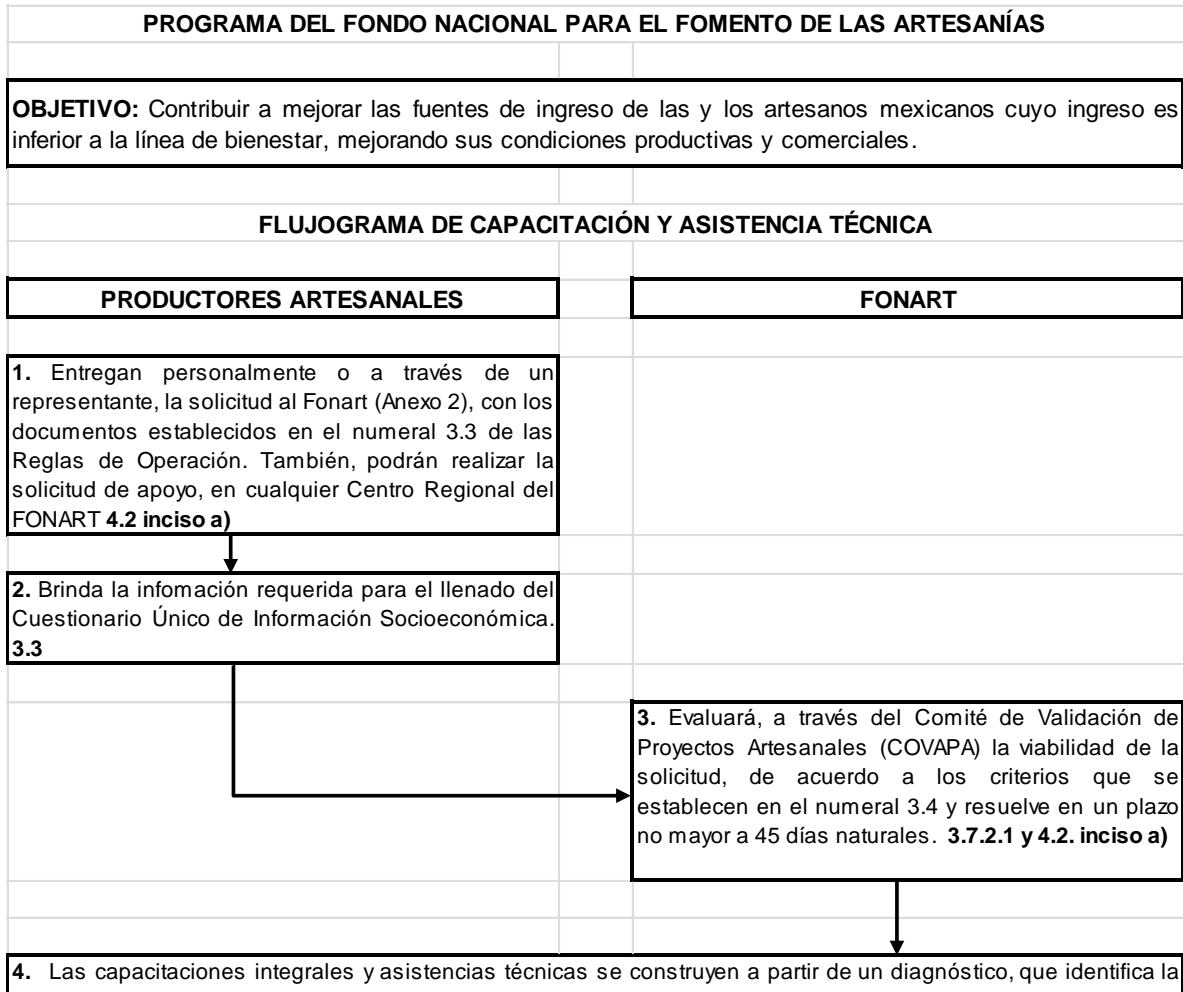 PROGRAMA DEL FONDO NACIONAL PARA EL FOMENTO DE LAS ARTESANÍAS
OBJETIVO: Contribuir a mejorar las fuentes de ingreso de las y los artesanos mexicanos cuyo ingreso es
inferior a la línea de bienestar, mejorando sus condiciones productivas y comerciales.
FLUJOGRAMA DE CAPACITACIÓN Y ASISTENCIA TÉCNICA
PRODUCTORES ARTESANALES
FONART
1. Entregan personalmente o a través de un
representante, la solicitud al Fonart (Anexo 2), con los
documentos establecidos en el numeral 3.3 de las
Reglas de Operación. También, podrán realizar la
solicitud de apoyo, en cualquier Centro Regional del
FONART 4.2 inciso a)
2. Brinda la infomación requerida para el llenado del
Cuestionario Único de Información Socioeconómica.
3.3
3. Evaluará, a través del Comité de Validación de
Proyectos Artesanales (COVAPA) la viabilidad de la
solicitud, de acuerdo a los criterios que se
establecen en el numeral 3.4 y resuelve en un plazo
no mayor a 45 días naturales. 3.7.2.1 y 4.2. inciso a)
4. Las capacitaciones integrales y asistencias técnicas se construyen a partir de un diagnóstico, que identifica la